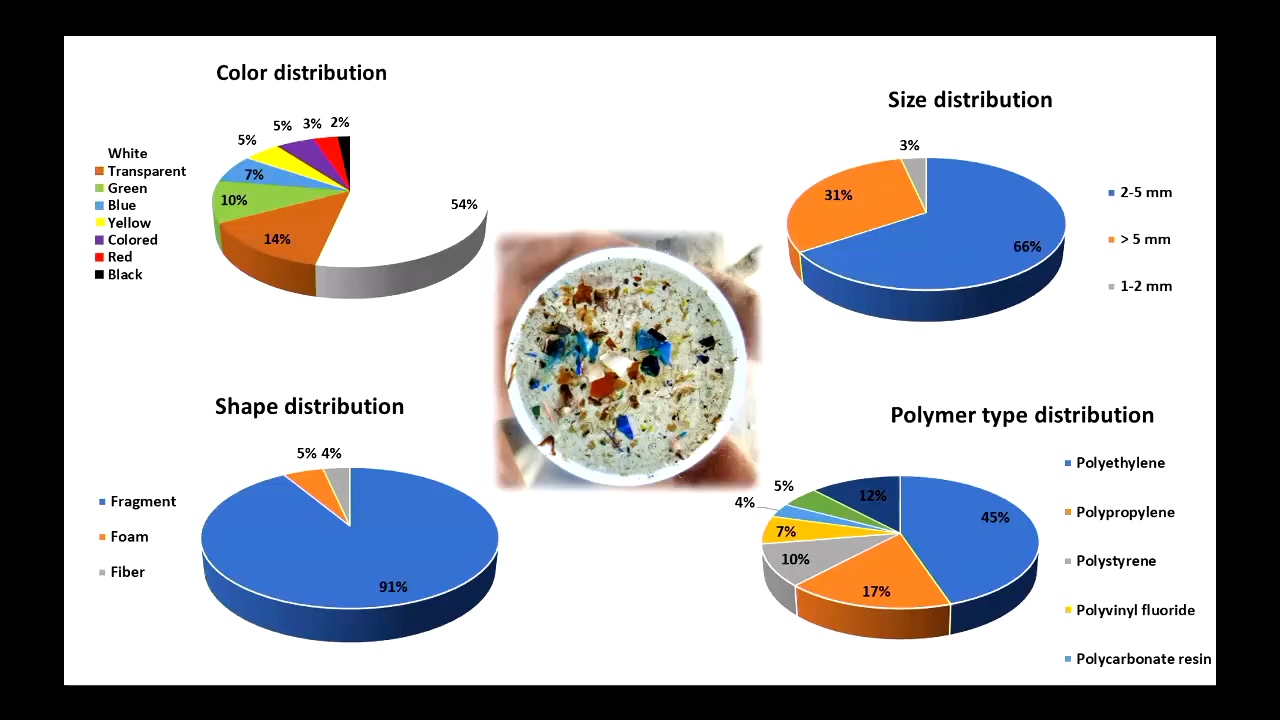 Color distribution
5%
5%
3%
2%
White
Transparent
Green
Blue
Yellow
Colored
Red
Black
7%
10%
14%
54%
Size distribution
3%
31%
66%
2-5 mm
> 5 mm
1-2 mm
Shape distribution
5% 4%
Fragment
Foam
Fiber
91%
Polymer type distribution
5%
4%
12%
45%
7%
10%
17%
Polyethylene
Polypropylene
Polystyrene
Polyvinyl fluoride
Polycarbonate resin